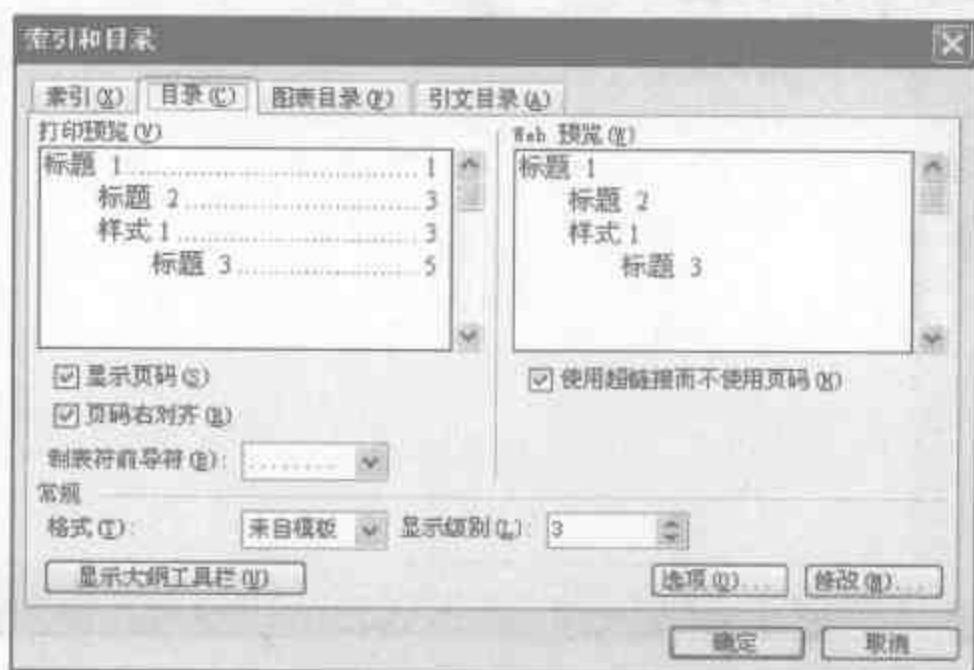 索引和目录
索引(X) 目录(C) 图表目录(F) 引文目录(A)
打印预览(V)
标题 1..............................1
标题 2......................3
样式 1......................3
标题 3................5
Web 预览(W)
标题 1
标题 2
样式 1
标题 3
显示页码(S)
页码右对齐(R)
使用超链接而不使用页码(H)
制表符前导符(B): ........
常规
格式(T): 来自模板 显示级别(L): 3
显示大纲工具栏(U) 选项(O)... 修改(M)...
确定 取消